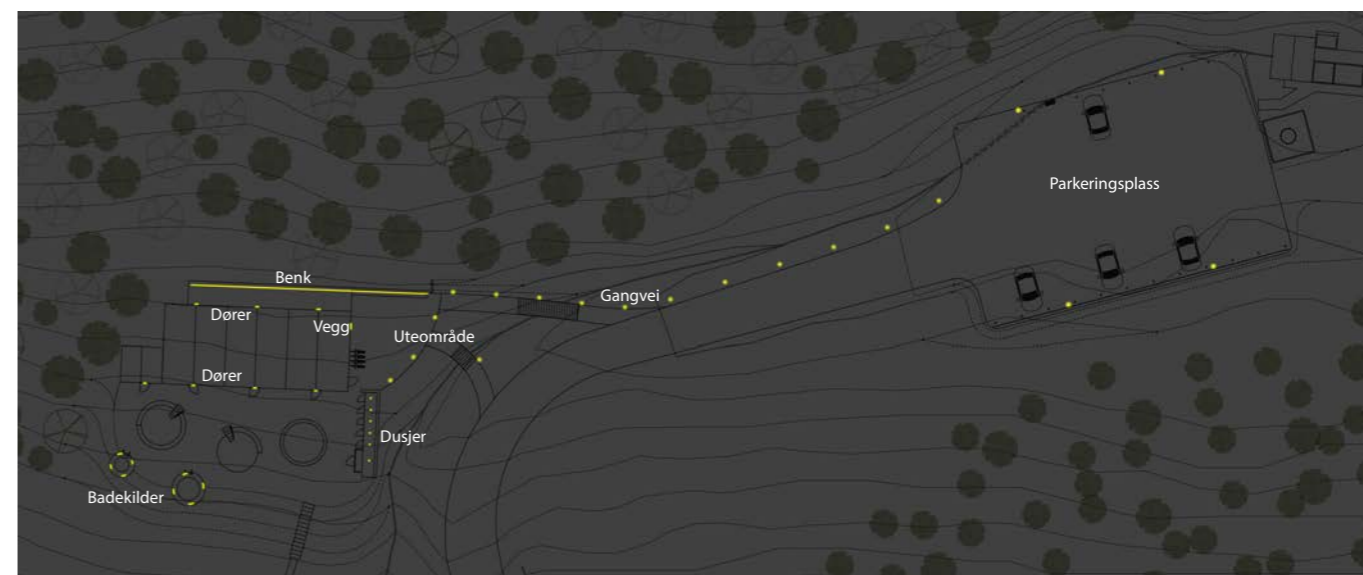 Parkeringsplass
Benk
Gangvei
Dører
Vegg
Uteområde
Dører
Dusjer
Badekilder